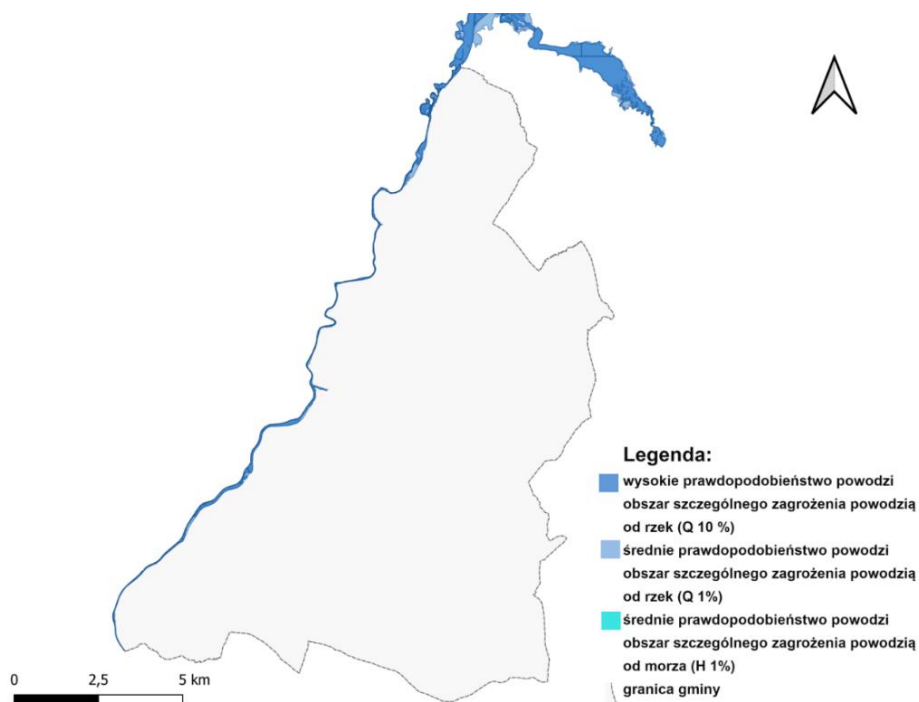 Legenda:
wysokie prawdopodobieństwo powodzi
obszar szczególnego zagrożenia powodzią
od rzek (Q 10 %)
średnie prawdopodobieństwo powodzi
obszar szczególnego zagrożenia powodzią
od rzek (Q 1%)
średnie prawdopodobieństwo powodzi
obszar szczególnego zagrożenia powodzią
od morza (H 1%)
granica gminy
0 2,5 5 km